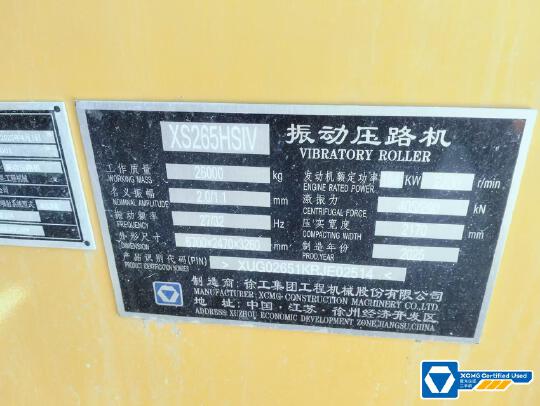 XS265HSIV 振动压路机
VIBRATORY ROLLER
工作质量 26000 kg
WORKING MASS
发动机额定功率 KW r/min
ENGINE RATED POWER
名义振幅 mm
NOMINAL AMPLITUDE
激振力 kN
CENTRIFUGAL FORCE
振动频率 27/32 Hz
FREQUENCY
压实宽度 2170 mm
COMPACTING WIDTH
外形尺寸 6700×2470×3260 mm
DIMENSION
制造年份
PROD.YEAR
产品识别代码(PIN) > XUG02651KRJE02514 <
PRODUCT IDENTIFICATION NUMBER
制造商:徐工集团工程机械股份有限公司
MANUFACTURER: XCMG CONSTRUCTION MACHINERY CO.,LTD.
地 址:中国·江苏·徐州经济开发区
ADDRESS: XUZHOU ECONOMIC DEVELOPMENT ZONE,JIANGSU,CHINA
XCMG Certified Used